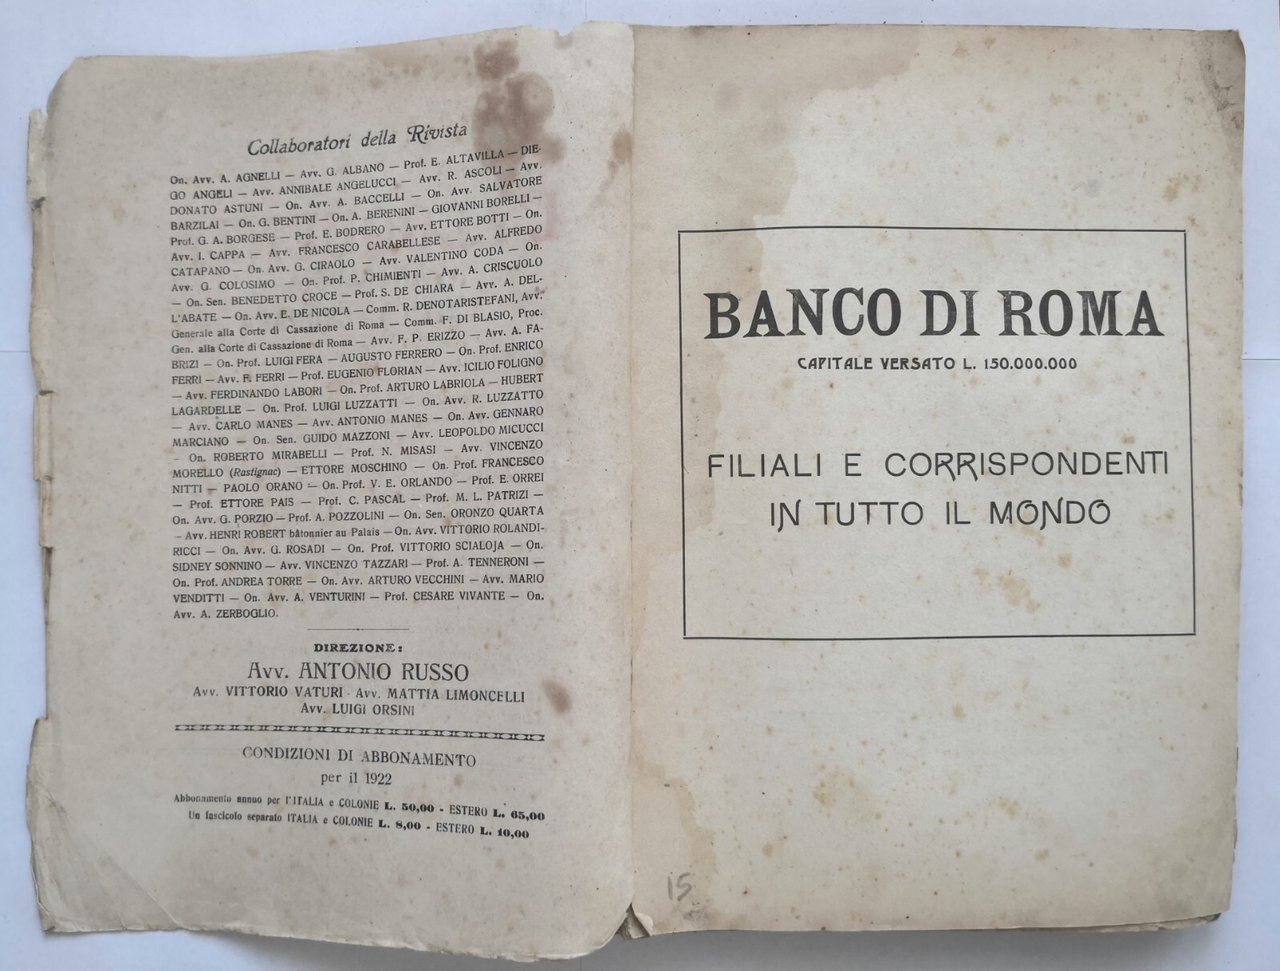 Collaboratori della Rivista
On. Avv. A. AGNELLI — Avv. G. ALBANO — Prof. E. ALTAVILLA — DIE-
GO ANGELI — Avv. ANNIBALE ANGELUCCI — Avv. R. ASCOLI — Avv.
DONATO ASTUNI — On. Avv. A. BACCELLI — On. Avv. SALVATORE
BARZILAI — On. G. BENTINI — On. A. BERENINI — GIOVANNI BORELLI —
Prof. G. A. BORGESE — Prof. E. BODRERO — Avv. ETTORE BOTTI — On.
Avv. I. CAPPA — Avv. FRANCESCO CARABELLESE — Avv. ALFREDO
CATAPANO — On. Avv. G. CIRAOLO — Avv. VALENTINO CODA — On.
Avv. G. COLOSIMO — On. Prof. P. CHIMIENTI — Avv. A. CRISCUOLO
— On. Sen. BENEDETTO CROCE — Prof. S. DE CHIARA — Avv. A. DEL-
L'ABATE — On. Avv. E. DE NICOLA — Comm. R. DENOTARISTEFANI, Avv.
Generale alla Corte di Cassazione di Roma — Comm. F. DI BLASIO, Proc.
Gen. alla Corte di Cassazione di Roma — Avv. F. P. ERIZZO — Avv. A. FA-
BRIZI — On. Prof. LUIGI FERA — AUGUSTO FERRERO — On. Prof. ENRICO
FERRI — Avv. F. FERRI — Prof. EUGENIO FLORIAN — Avv. ICILIO FOLIGNO
— Avv. FERDINANDO LABORI — On. Prof. ARTURO LABRIOLA — HUBERT
LAGARDELLE — On. Prof. LUIGI LUZZATTI — On. Avv. R. LUZZATTO
— Avv. CARLO MANES — Avv. ANTONIO MANES — On. Avv. GENNARO
MARCIANO — On. Sen. GUIDO MAZZONI — Avv. LEOPOLDO MICUCCI
— On. ROBERTO MIRABELLI — Prof. N. MISASI — Avv. VINCENZO
MORELLO (Rastignac) — ETTORE MOSCHINO — On. Prof. FRANCESCO
NITTI — PAOLO ORANO — On. Prof. V. E. ORLANDO — Prof. E. ORREI
— Prof. ETTORE PAIS — Prof. C. PASCAL — Prof. M. L. PATRIZI —
On. Avv. G. PORZIO — Prof. A. POZZOLINI — On. Sen. ORONZO QUARTA
- Avv. HENRI ROBERT bâtonnier au Palais — On. Avv. VITTORIO ROLANDI-
RICCI — On. Avv. G. ROSADI — On. Prof. VITTORIO SCIALOJA — On.
SIDNEY SONNINO — Avv. VINCENZO TAZZARI — Prof. A. TENNERONI —
On. Prof. ANDREA TORRE — On. Avv. ARTURO VECCHINI — Avv. MARIO
VENDITTI — On. Avv. A. VENTURINI — Prof. CESARE VIVANTE — On.
Avv. A. ZERBOGLIO.
DIREZIONE:
Avv. ANTONIO RUSSO
Avv. VITTORIO VATURI - Avv. MATTIA LIMONCELLI
Avv. LUIGI ORSINI
CONDIZIONI DI ABBONAMENTO
per il 1922
Abbonamento annuo per l'ITALIA e COLONIE L. 50,00 - ESTERO L. 65,00
Un fascicolo separato ITALIA e COLONIE L. 8,00 - ESTERO L. 10,00
BANCO DI ROMA
CAPITALE VERSATO L. 150.000.000
FILIALI E CORRISPONDENTI
IN TUTTO IL MONDO
15